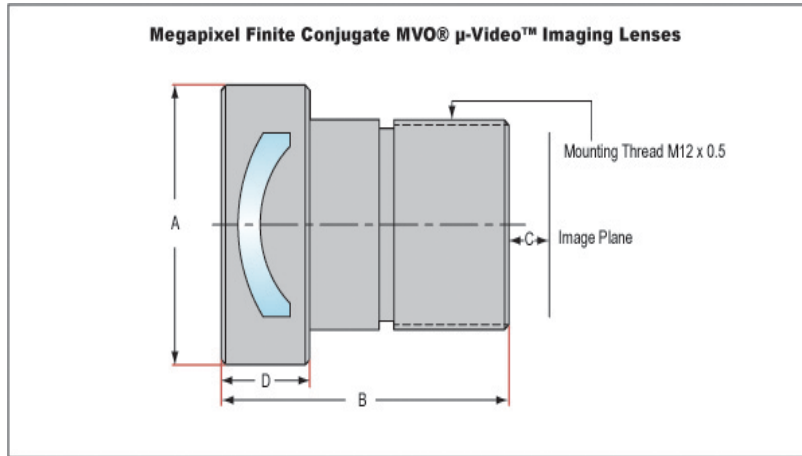 Megapixel Finite Conjugate MVO® µ-Video™ Imaging Lenses
Mounting Thread M12 x 0.5
A
C
Image Plane
D
B